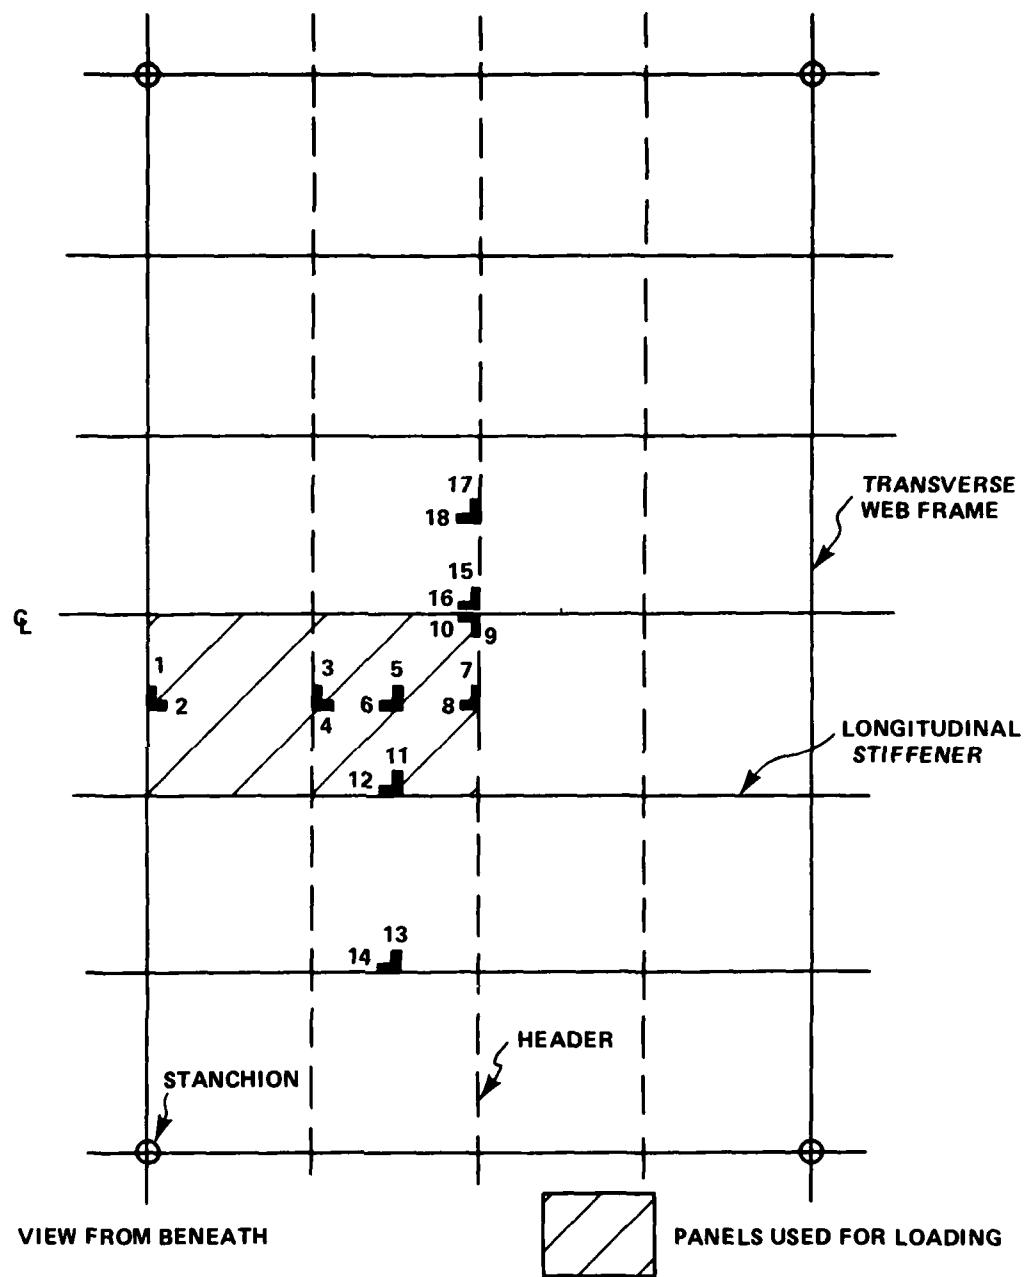 17
TRANSVERSE
WEB FRAME
18
15
16
℄
10
9
1
3
5
7
2
6
8
4
LONGITUDINAL
STIFFENER
11
12
13
14
HEADER
STANCHION
VIEW FROM BENEATH
PANELS USED FOR LOADING